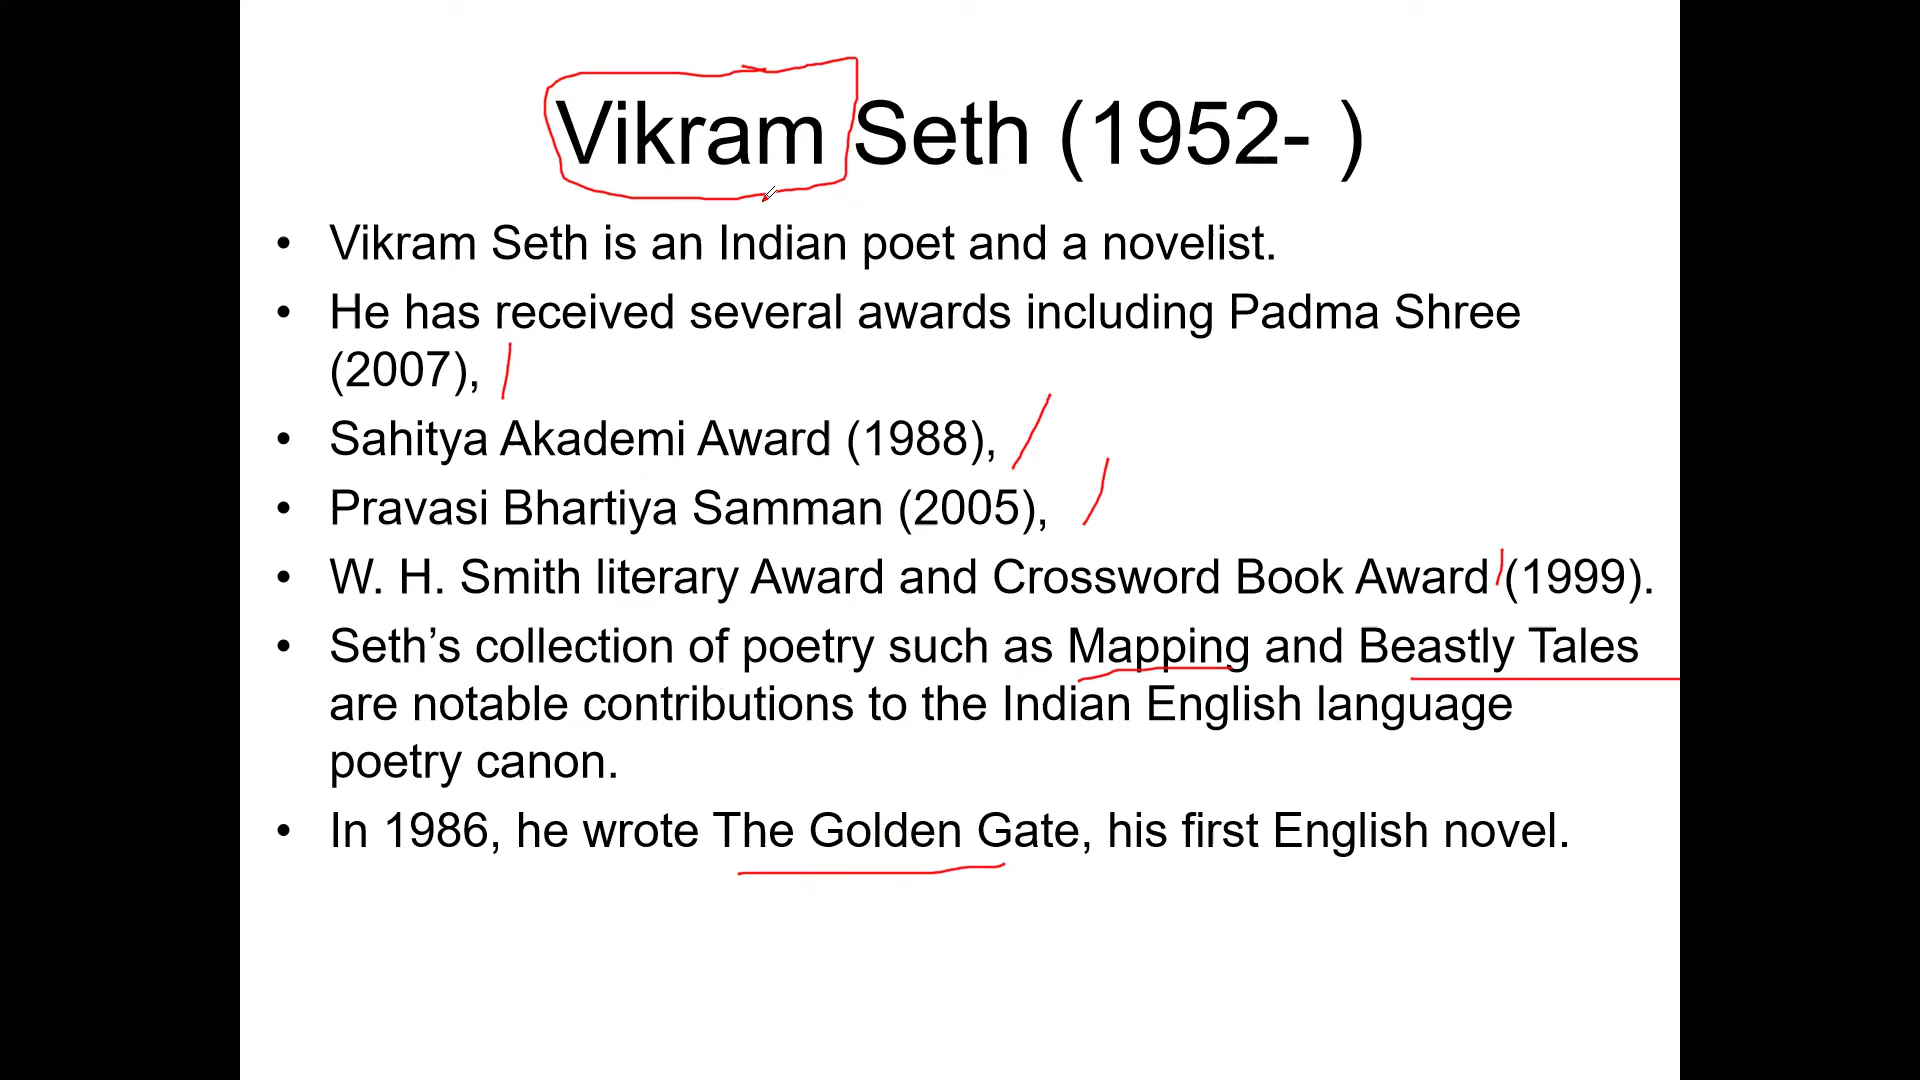 Vikram Seth (1952- )
• Vikram Seth is an Indian poet and a novelist.
• He has received several awards including Padma Shree
(2007),
• Sahitya Akademi Award (1988),
• Pravasi Bhartiya Samman (2005),
• W. H. Smith literary Award and Crossword Book Award (1999).
• Seth’s collection of poetry such as Mapping and Beastly Tales
are notable contributions to the Indian English language
poetry canon.
• In 1986, he wrote The Golden Gate, his first English novel.